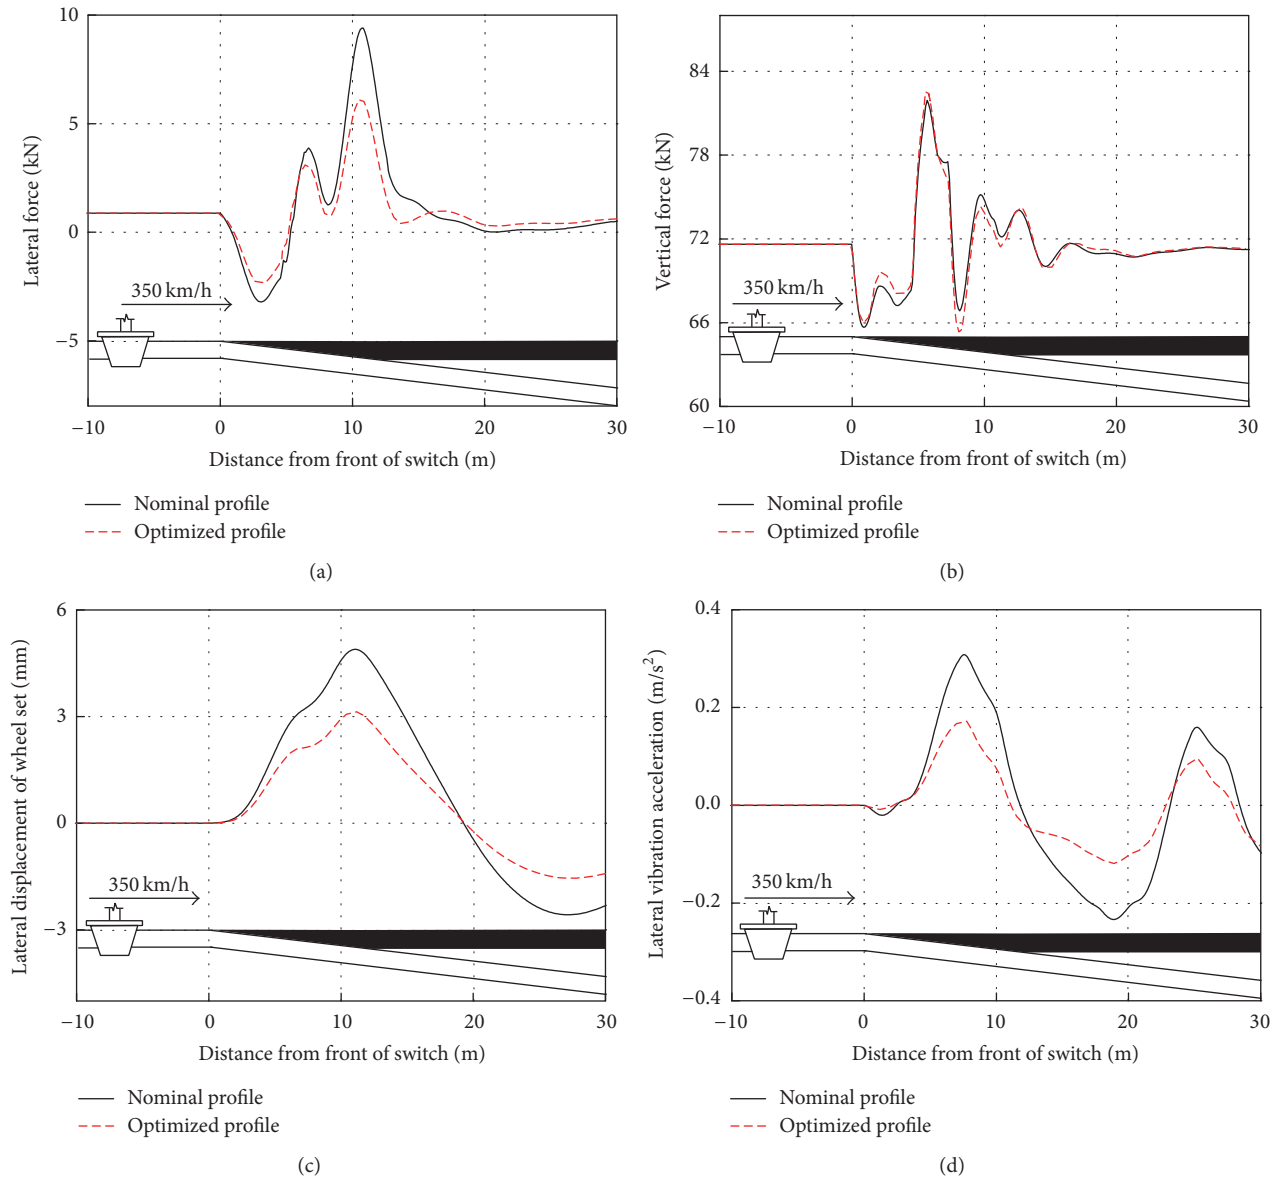 10
5
0
−5
Lateral force (kN)
350 km/h
−10 0 10 20 30
Distance from front of switch (m)
Nominal profile
Optimized profile
(a)
84
78
72
66
60
Vertical force (kN)
350 km/h
−10 0 10 20 30
Distance from front of switch (m)
Nominal profile
Optimized profile
(b)
6
3
0
−3
Lateral displacement of wheel set (mm)
350 km/h
−10 0 10 20 30
Distance from front of switch (m)
Nominal profile
Optimized profile
(c)
0.4
0.2
0.0
−0.2
−0.4
Lateral vibration acceleration (m/s²)
350 km/h
−10 0 10 20 30
Distance from front of switch (m)
Nominal profile
Optimized profile
(d)